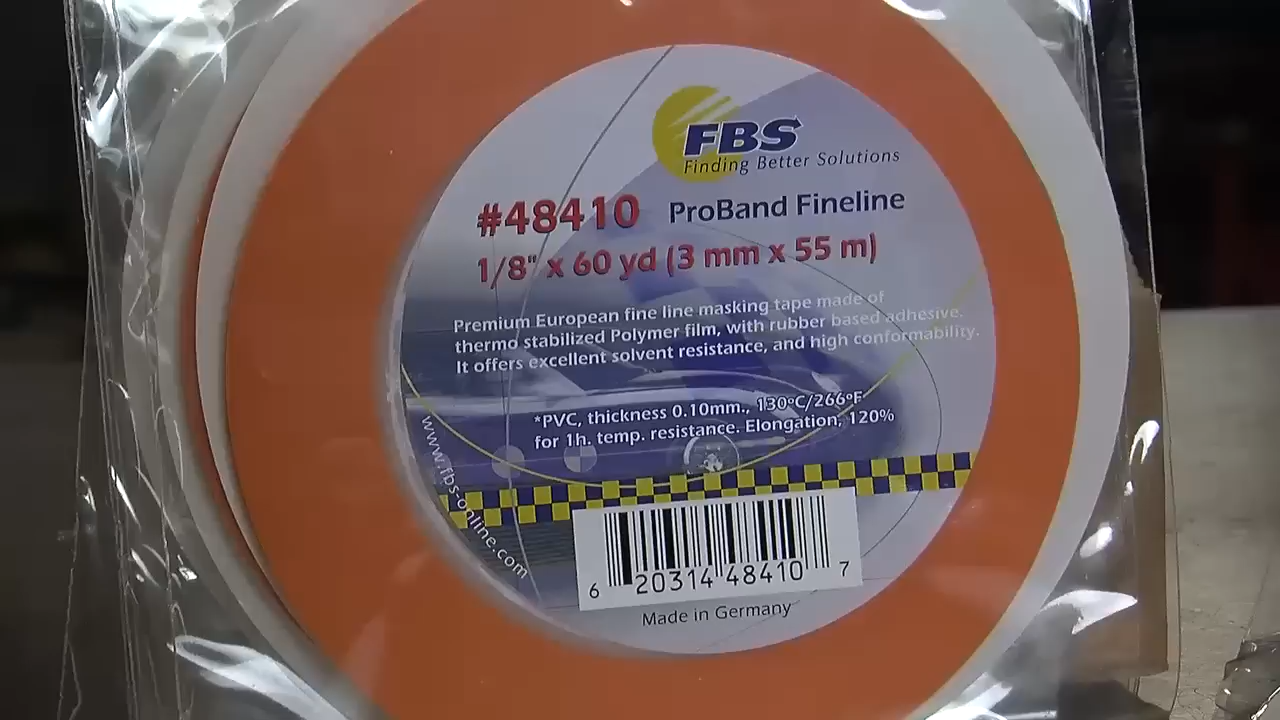 FBS
Finding Better Solutions
#48410 ProBand Fineline
1/8" x 60 yd (3 mm x 55 m)
Premium European fine line masking tape made of
thermo stabilized Polymer film, with rubber based adhesive.
It offers excellent solvent resistance, and high conformability.
*PVC, thickness 0.10mm., 130ºC/266ºF
for 1h. temp. resistance. Elongation, 120%
www.fbs-online.com
6 20314 48410 7
Made in Germany